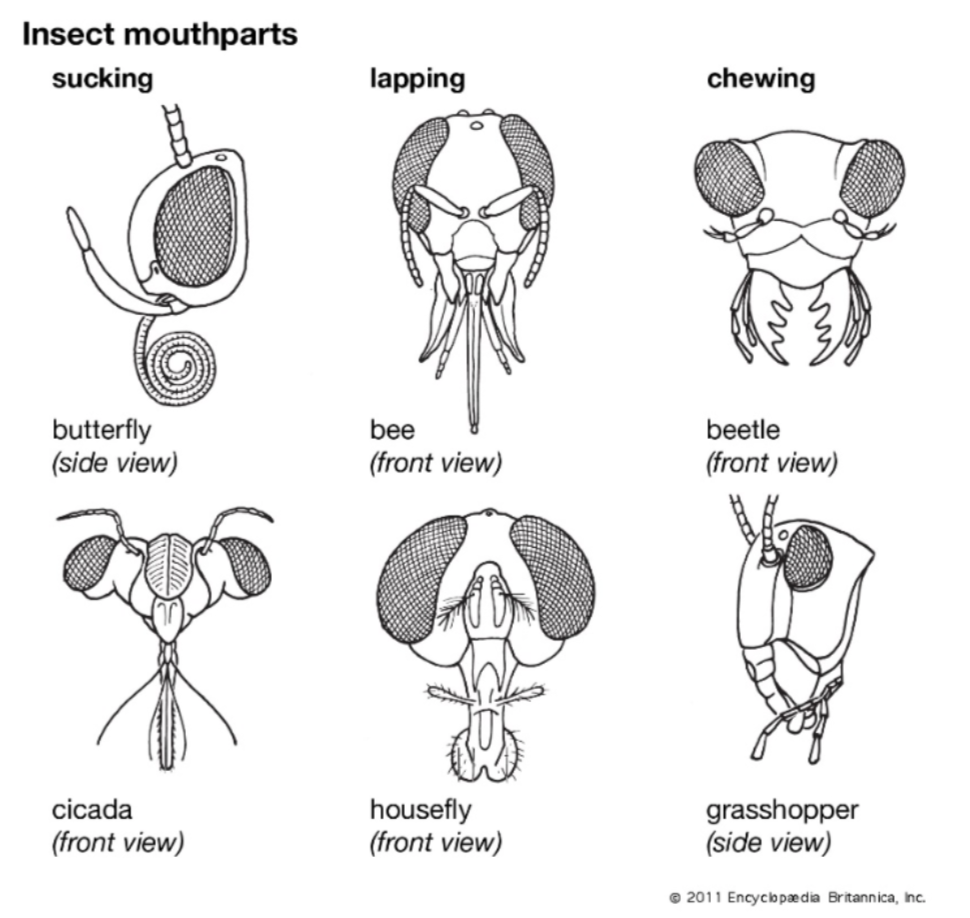 Insect mouthparts
sucking
lapping
chewing
butterfly
(side view)
bee
(front view)
beetle
(front view)
cicada
(front view)
housefly
(front view)
grasshopper
(side view)
© 2011 Encyclopædia Britannica, Inc.